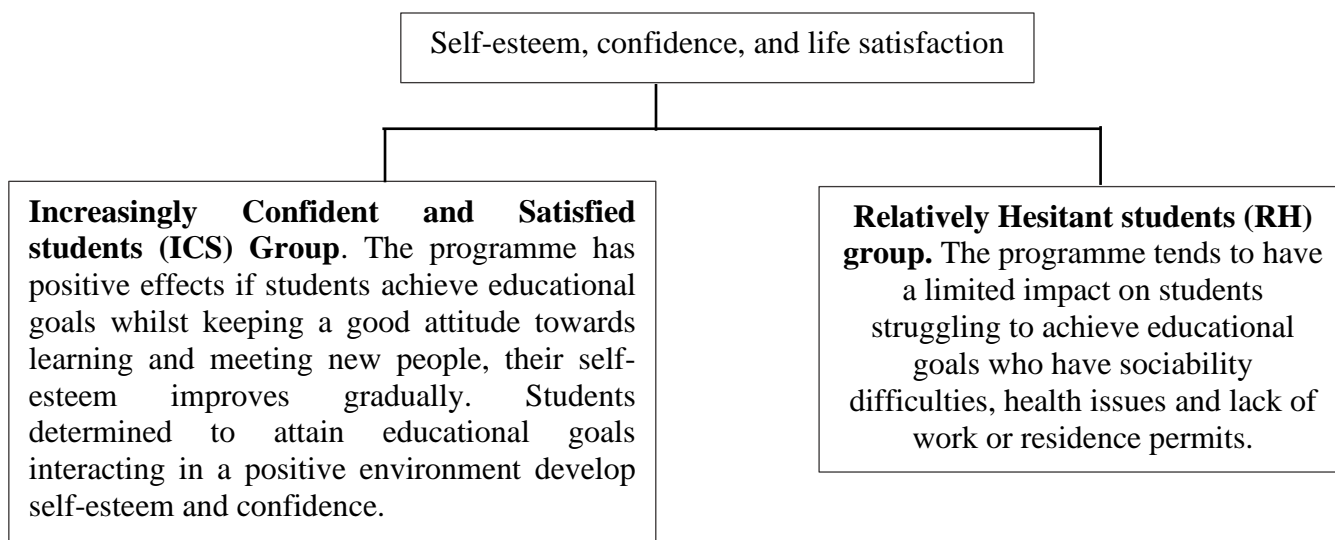 Self-esteem, confidence, and life satisfaction
Increasingly Confident and Satisfied
students (ICS) Group. The programme has
positive effects if students achieve educational
goals whilst keeping a good attitude towards
learning and meeting new people, their self-
esteem improves gradually. Students
determined to attain educational goals
interacting in a positive environment develop
self-esteem and confidence.
Relatively Hesitant students (RH)
group. The programme tends to have
a limited impact on students
struggling to achieve educational
goals who have sociability
difficulties, health issues and lack of
work or residence permits.